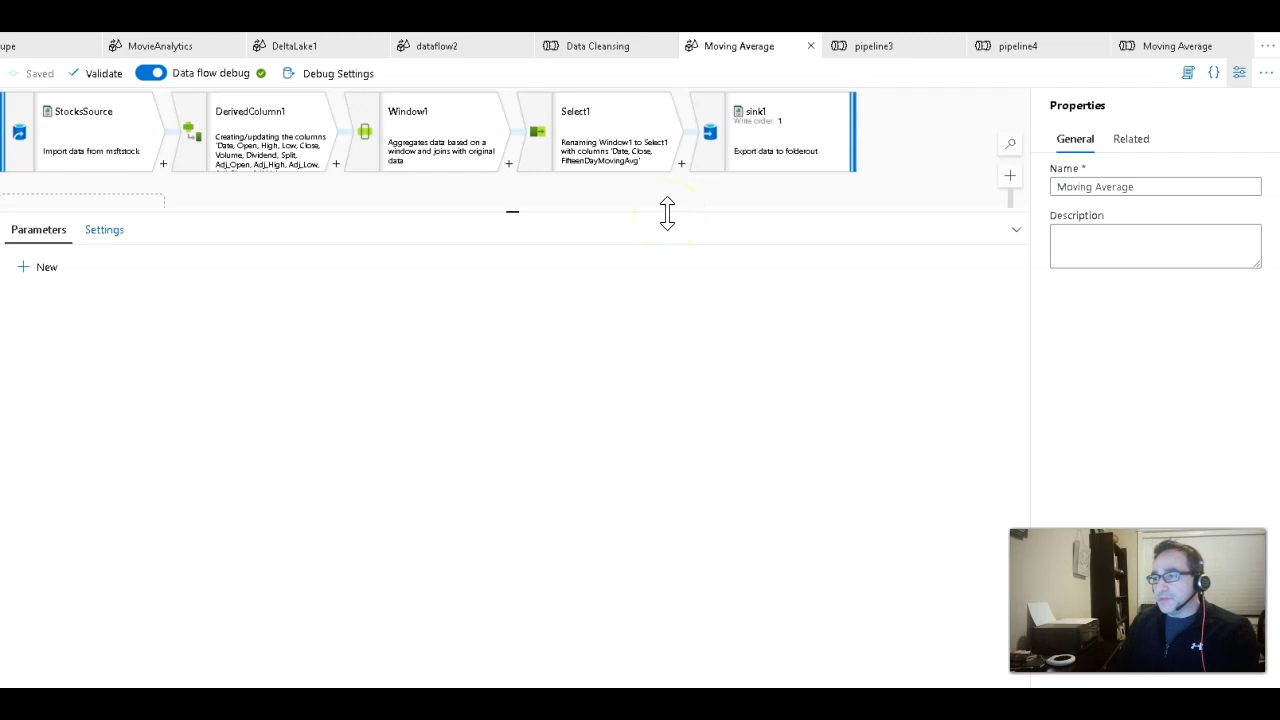 upe
MovieAnalytics
DeltaLake1
dataflow2
Data Cleansing
Moving Average
pipeline3
pipeline4
Moving Average
Saved
Validate
Data flow debug
Debug Settings
StocksSource
Import data from msftstock
DerivedColumn1
Creating/updating the columns
'Date, Open, High, Low, Close,
Volume, Dividend, Split,
Adj_Open, Adj_High, Adj_Low,
Window1
Aggregates data based on a
window and joins with original
data
Select1
Renaming Window1 to Select1
with columns 'Date, Close,
FifteenDayMovingAvg'
sink1
Write order: 1
Export data to folderout
Parameters
Settings
New
Properties
General
Related
Name *
Moving Average
Description